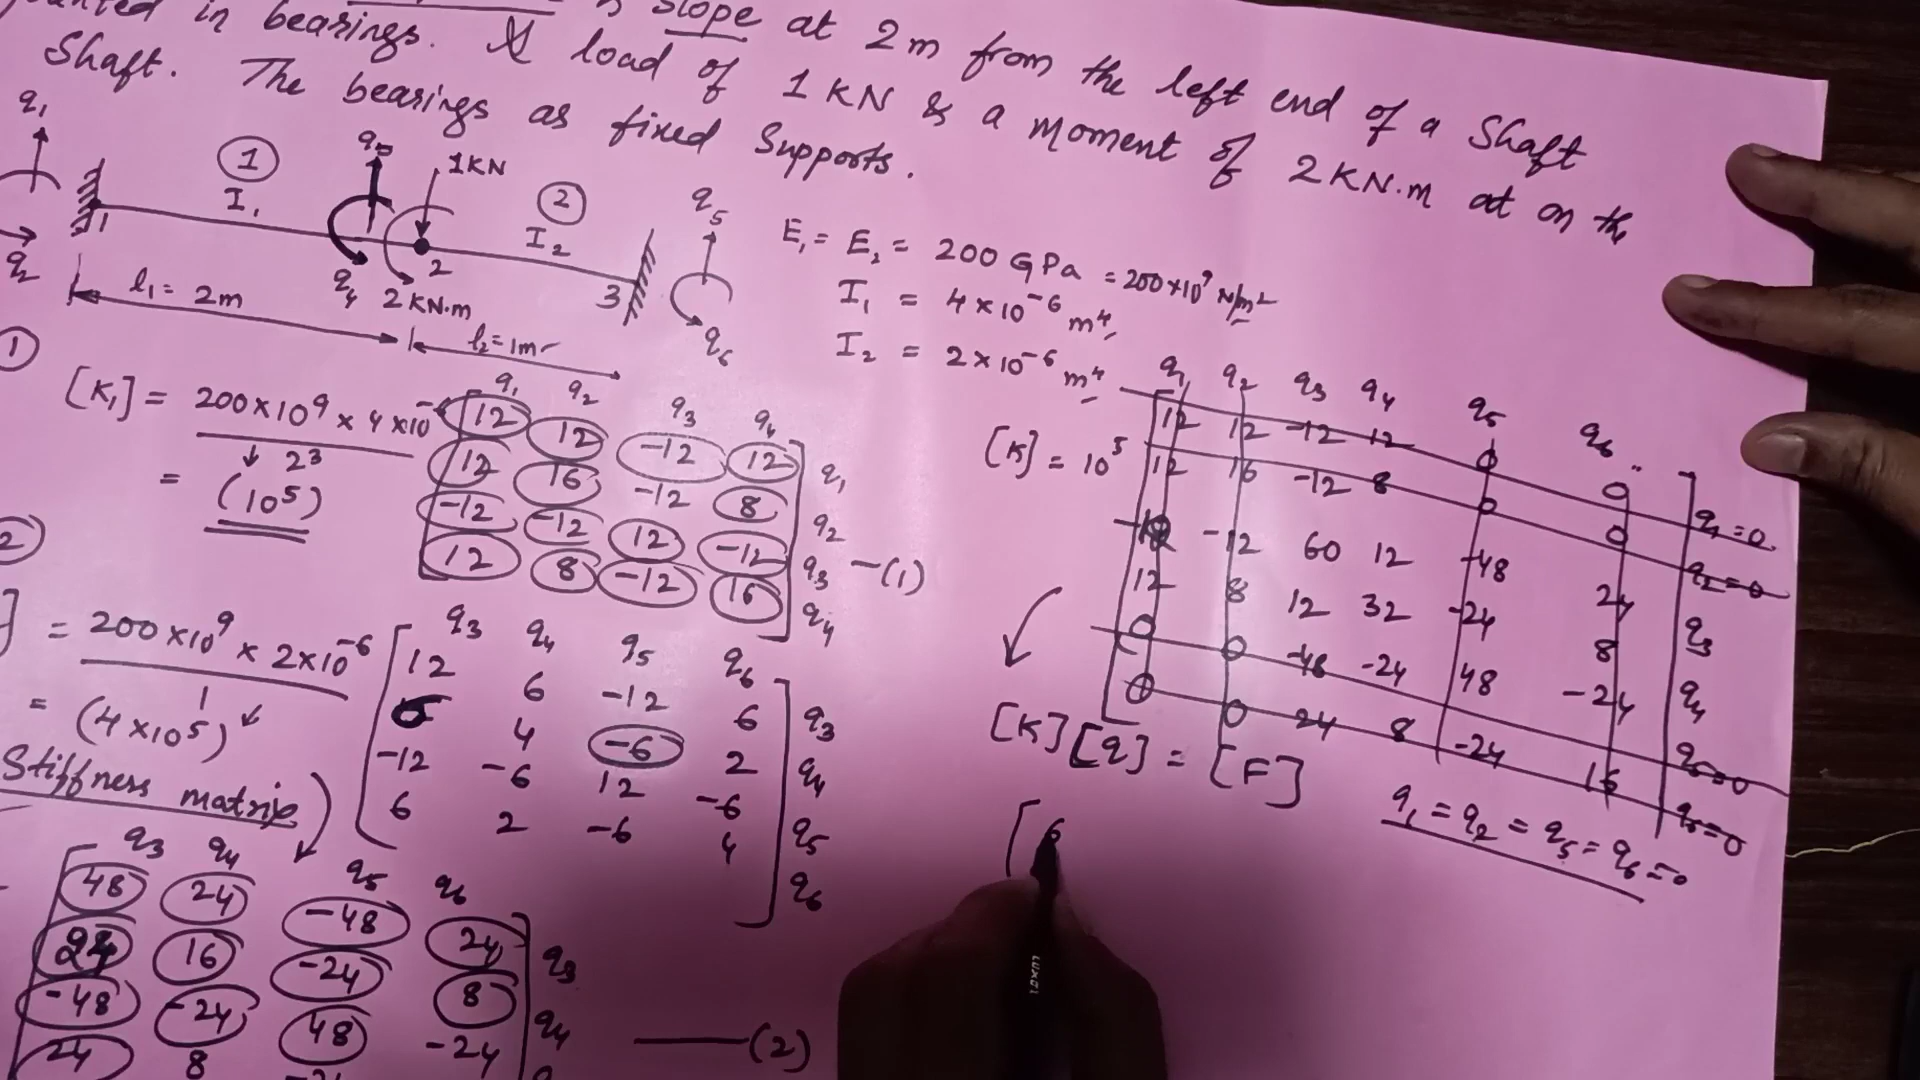 in bearings. slope at 2m from the left end of a Shaft
Shaft. load of 1 KN & a moment of 2 KN.m at on the
The bearings as fixed Supports.
q1
1
I1
q3
1KN
2
I2
q5
1
2
3
q2
q4
2 KN.m
q6
l1 = 2m
l2 = 1m
E1 = E2 = 200 GPa = 200×10⁹ N/m²
I1 = 4×10⁻⁶ m⁴
I2 = 2×10⁻⁶ m⁴
1
[K1] = 200×10⁹ × 4×10⁻
2³
= (10⁵)
q1 q2 q3 q4
12 12 -12 12 q1
12 16 -12 8 q2
-12 -12 12 -12 q3 -(1)
12 8 -12 16 q4
2
] = 200×10⁹ × 2×10⁻⁶
1
= (4×10⁵)
q3 q4 q5 q6
12 6 -12 6 q3
6 4 -6 2 q4
-12 -6 12 -6 q5
6 2 -6 4 q6
Stiffness matrix
q3 q4 q5 q6
48 24 -48 24 q3
24 16 -24 8 q4
-48 -24 48 -24
24 8
(2)
q1 q2 q3 q4 q5 q6
[K] = 10⁵
12 12 -12 12 0 0 q1=0
12 16 -12 8 0 0 q2=0
-12 60 12 -48 24 q3
12 8 12 32 -24 8 q4
0 0 -48 -24 48 -24 =0
0 0 24 8 -24 16 =0
[K][q] = [F]
q1 = q2 = q5 = q6 = 0
[6
LUXOR